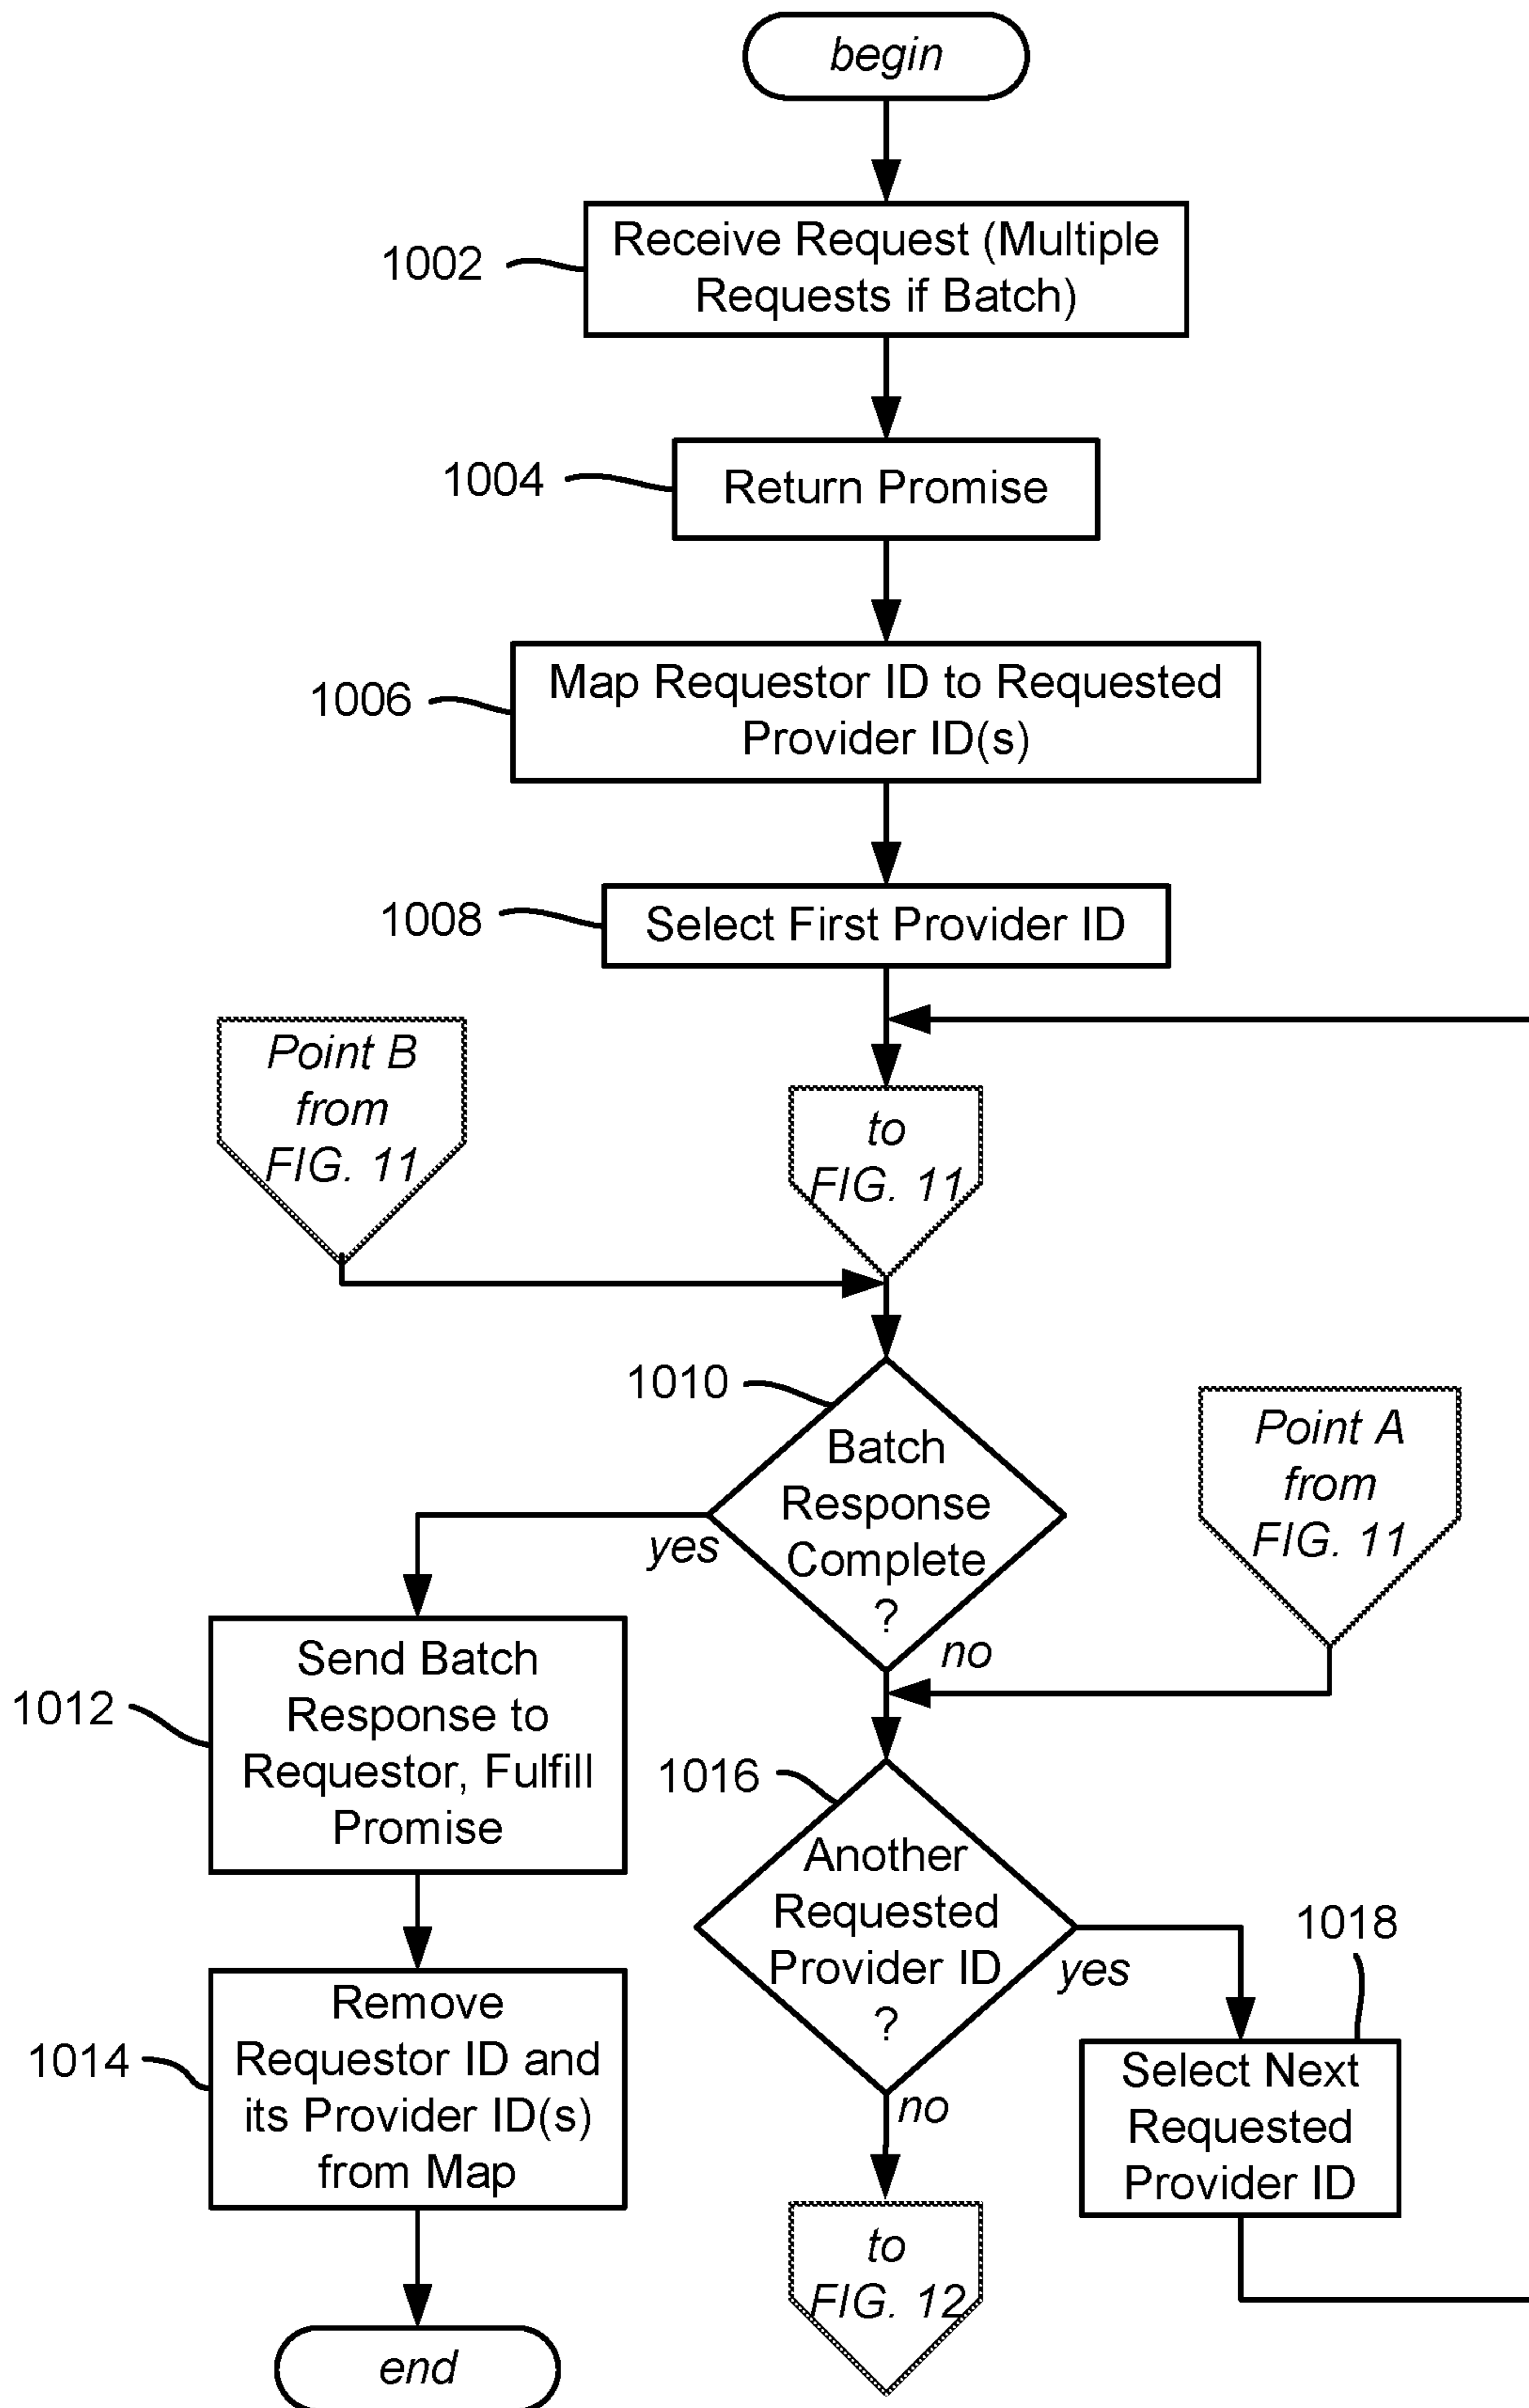 begin
1002
Receive Request (Multiple
Requests if Batch)
1004
Return Promise
1006
Map Requestor ID to Requested
Provider ID(s)
1008
Select First Provider ID
Point B
from
FIG. 11
to
FIG. 11
1010
Batch
Response
Complete
?
yes
no
Point A
from
FIG. 11
1012
Send Batch
Response to
Requestor, Fulfill
Promise
1016
Another
Requested
Provider ID
?
yes
no
1018
Select Next
Requested
Provider ID
1014
Remove
Requestor ID and
its Provider ID(s)
from Map
to
FIG. 12
end